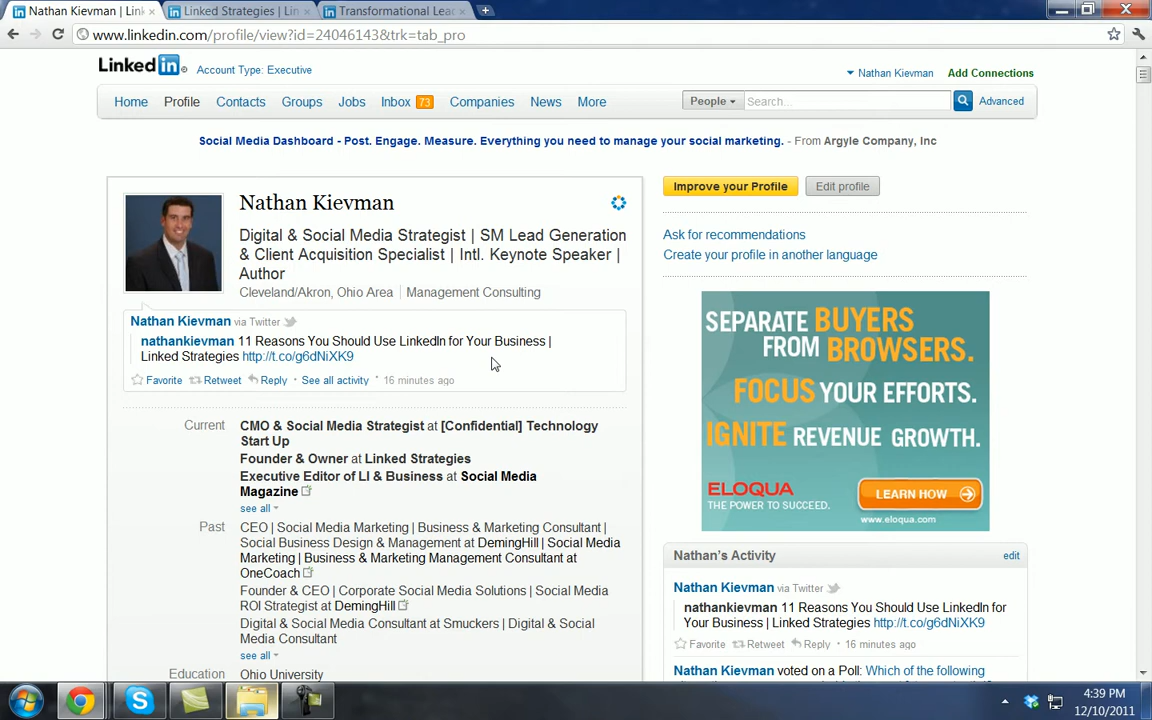 Nathan Kievman | Link
Linked Strategies | Lin
Transformational Lea
www.linkedin.com/profile/view?id=24046143&trk=tab_pro
Linked in
Account Type: Executive
Nathan Kievman
Add Connections
Home Profile Contacts Groups Jobs Inbox 73 Companies News More
People
Search...
Advanced
Social Media Dashboard - Post. Engage. Measure. Everything you need to manage your social marketing. - From Argyle Company, Inc
Nathan Kievman
Digital & Social Media Strategist | SM Lead Generation
& Client Acquisition Specialist | Intl. Keynote Speaker |
Author
Cleveland/Akron, Ohio Area | Management Consulting
Nathan Kievman via Twitter
nathankievman 11 Reasons You Should Use LinkedIn for Your Business |
Linked Strategies http://t.co/g6dNiXK9
Favorite Retweet Reply • See all activity • 16 minutes ago
Current
CMO & Social Media Strategist at [Confidential] Technology
Start Up
Founder & Owner at Linked Strategies
Executive Editor of LI & Business at Social Media
Magazine
see all
Past
CEO | Social Media Marketing | Business & Marketing Consultant |
Social Business Design & Management at DemingHill | Social Media
Marketing | Business & Marketing Management Consultant at
OneCoach
Founder & CEO | Corporate Social Media Solutions | Social Media
ROI Strategist at DemingHill
Digital & Social Media Consultant at Smuckers | Digital & Social
Media Consultant
see all
Education
Ohio University
Improve your Profile
Edit profile
Ask for recommendations
Create your profile in another language
SEPARATE BUYERS
FROM BROWSERS.
FOCUS YOUR EFFORTS.
IGNITE REVENUE GROWTH.
ELOQUA
THE POWER TO SUCCEED.
LEARN HOW
www.eloqua.com
Nathan's Activity
edit
Nathan Kievman via Twitter
nathankievman 11 Reasons You Should Use LinkedIn for
Your Business | Linked Strategies http://t.co/g6dNiXK9
Favorite Retweet Reply • 16 minutes ago
Nathan Kievman voted on a Poll: Which of the following
4:39 PM
12/10/2011